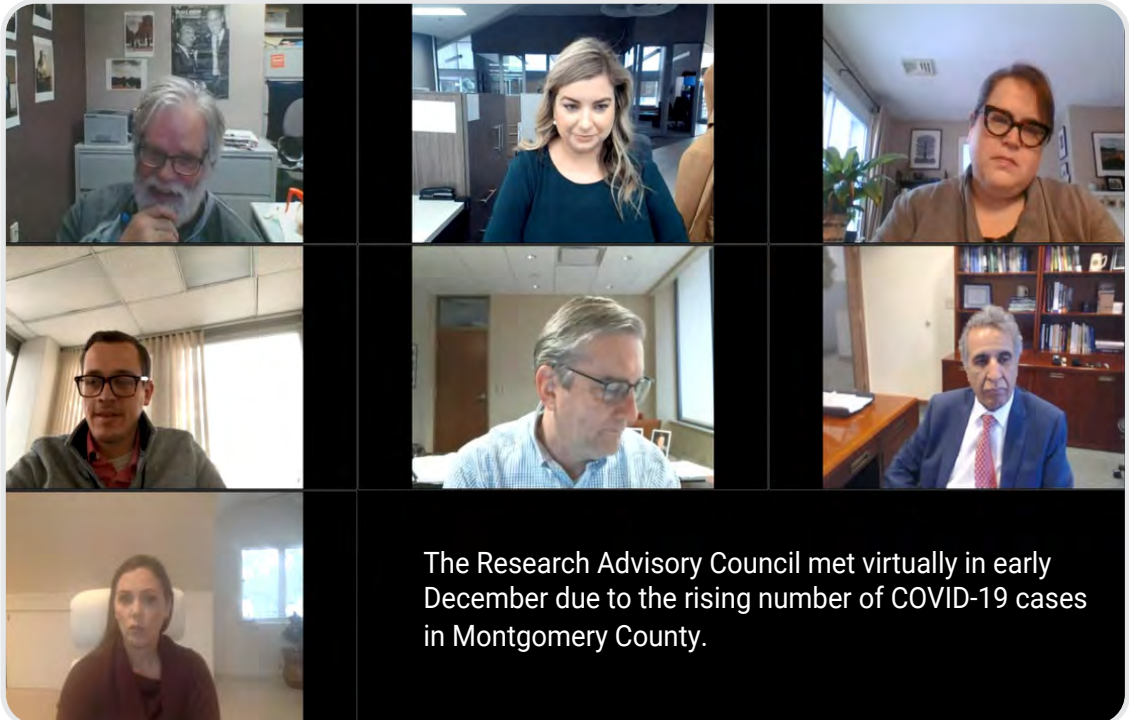 The Research Advisory Council met virtually in early
December due to the rising number of COVID-19 cases
in Montgomery County.